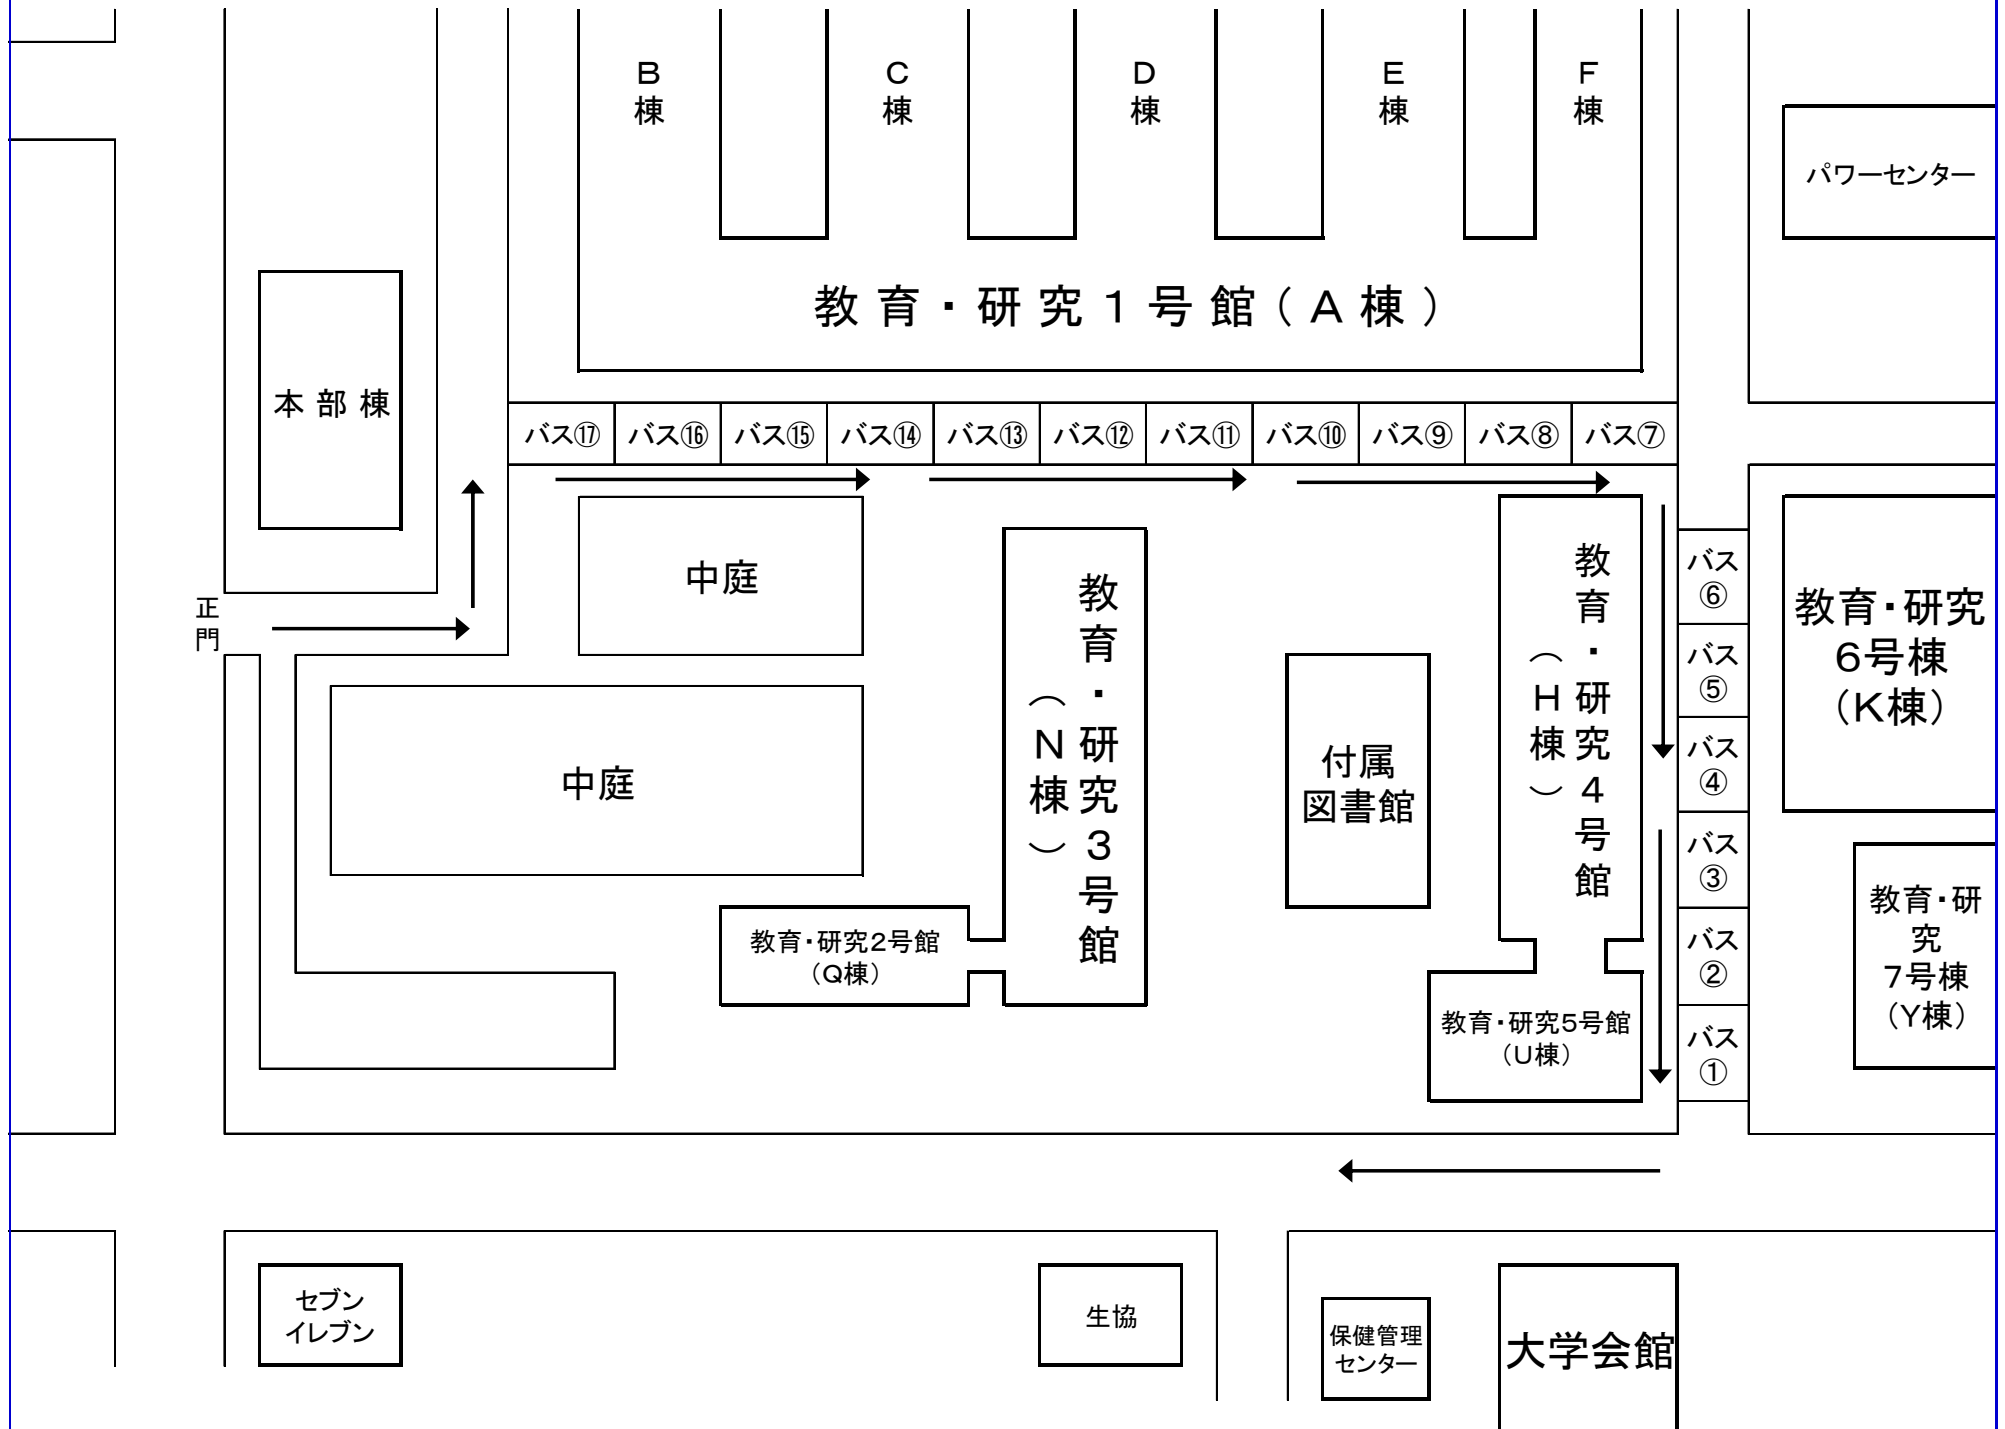 B棟
C棟
D棟
E棟
F棟
パワーセンター
教育・研究1号館(A棟)
本部棟
バス⑰
バス⑯
バス⑮
バス⑭
バス⑬
バス⑫
バス⑪
バス⑩
バス⑨
バス⑧
バス⑦
正門
中庭
中庭
教育・研究3号館
(N棟)
教育・研究2号館
(Q棟)
付属
図書館
教育・研究4号館
(H棟)
教育・研究5号館
(U棟)
バス
⑥
バス
⑤
バス
④
バス
③
バス
②
バス
①
教育・研究
6号棟
(K棟)
教育・研
究
7号棟
(Y棟)
セブン
イレブン
生協
保健管理
センター
大学会館